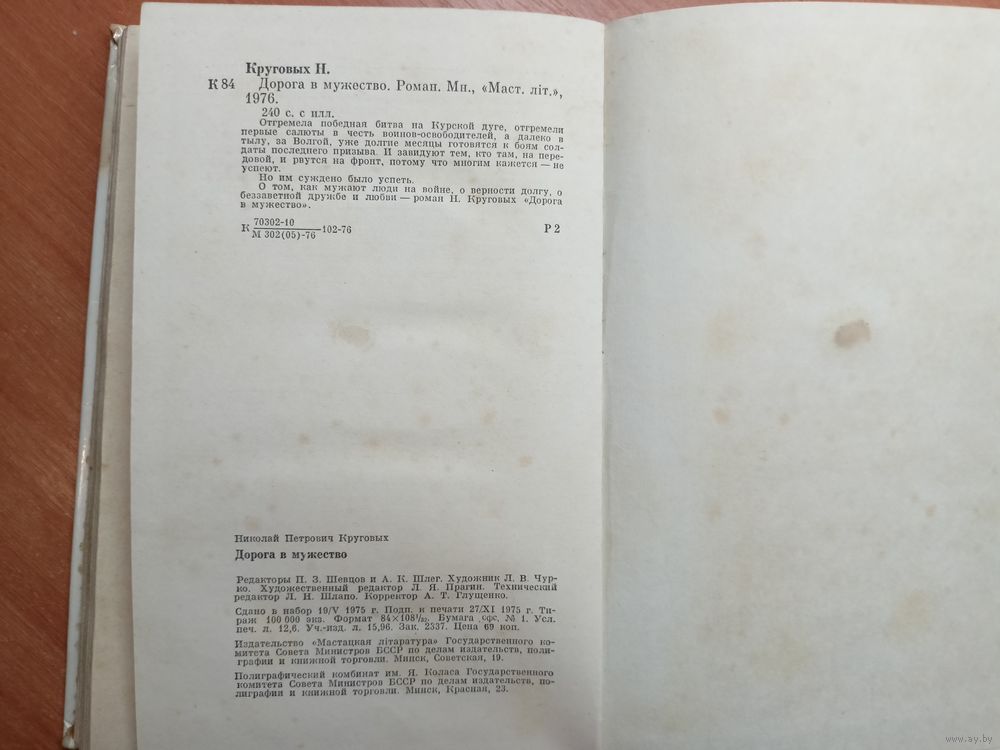 Круговых Н.
К 84 Дорога в мужество. Роман. Мн., «Маст. літ.»,
1976.
240 с. с илл.
Отгремела победная битва на Курской дуге, отгремели
первые салюты в честь воинов-освободителей, а далеко в
тылу, за Волгой, уже долгие месяцы готовятся к боям сол-
даты последнего призыва. И завидуют тем, кто там, на пере-
довой, и рвутся на фронт, потому что многим кажется — не
успеют.
Но им суждено было успеть.
О том, как мужают люди на войне, о верности долгу, о
беззаветной дружбе и любви — роман Н. Круговых «Дорога
в мужество».
К 70302-10
М 302(05)-76 102-76 Р 2
Николай Петрович Круговых
Дорога в мужество
Редакторы П. З. Шевцов и А. К. Шлег. Художник Л. В. Чур-
ко. Художественный редактор Л. Я. Прагин. Технический
редактор Л. Н. Шлапо. Корректор А. Т. Глущенко.
Сдано в набор 19/V 1975 г. Подп. к печати 27/XI 1975 г. Ти-
раж 100 000 экз. Формат 84×108¹/₃₂. Бумага офс. № 1. Усл.
печ. л. 12,6. Уч.-изд. л. 15,96. Зак. 2337. Цена 69 коп.
Издательство «Мастацкая літаратура» Государственного ко-
митета Совета Министров БССР по делам издательств, поли-
графии и книжной торговли. Минск, Советская, 19.
Полиграфический комбинат им. Я. Коласа Государственного
комитета Совета Министров БССР по делам издательств, по-
лиграфии и книжной торговли. Минск, Красная, 23.
www.ay.by